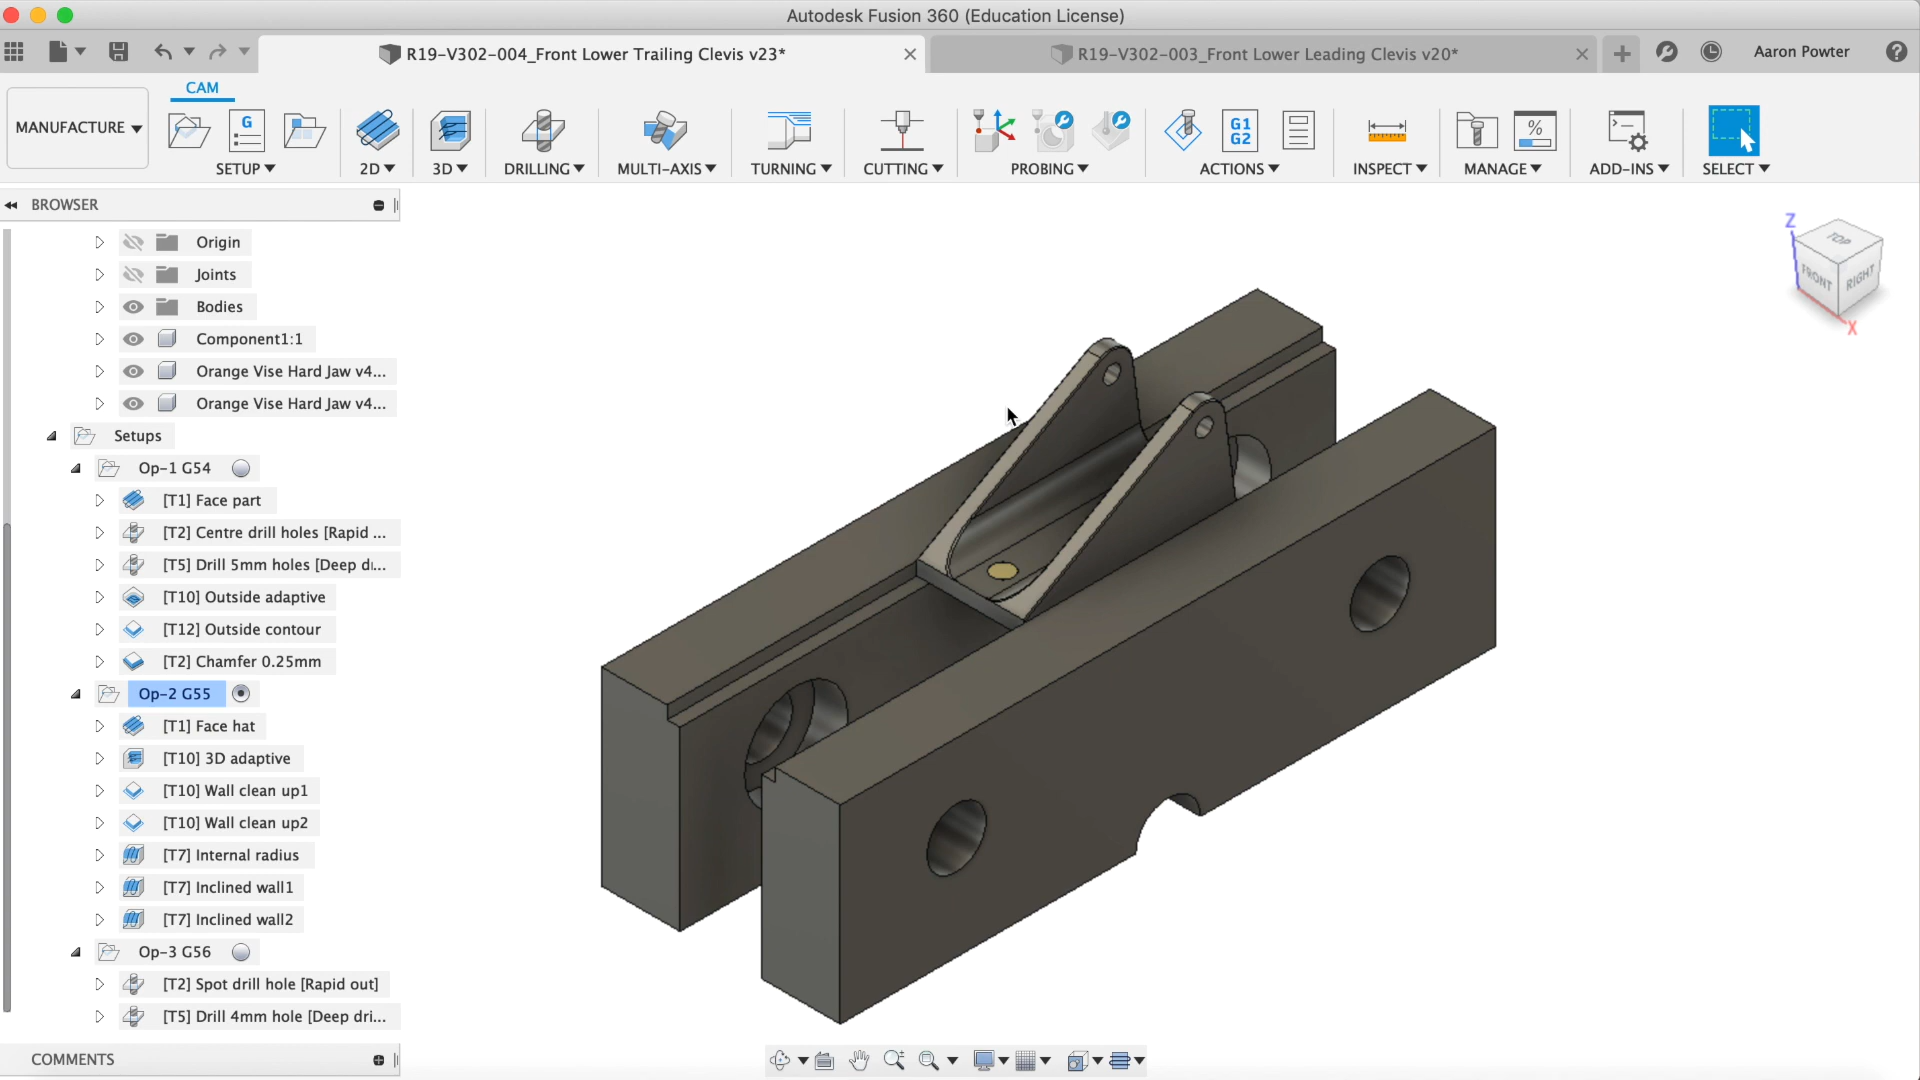 Autodesk Fusion 360 (Education License)
R19-V302-004_Front Lower Trailing Clevis v23*
R19-V302-003_Front Lower Leading Clevis v20*
Aaron Powter
MANUFACTURE
CAM
G
G1
G2
%
SETUP
2D
3D
DRILLING
MULTI-AXIS
TURNING
CUTTING
PROBING
ACTIONS
INSPECT
MANAGE
ADD-INS
SELECT
BROWSER
Origin
Joints
Bodies
Component1:1
Orange Vise Hard Jaw v4...
Orange Vise Hard Jaw v4...
Setups
Op-1 G54
[T1] Face part
[T2] Centre drill holes [Rapid ...
[T5] Drill 5mm holes [Deep d...
[T10] Outside adaptive
[T12] Outside contour
[T2] Chamfer 0.25mm
Op-2 G55
[T1] Face hat
[T10] 3D adaptive
[T10] Wall clean up1
[T10] Wall clean up2
[T7] Internal radius
[T7] Inclined wall1
[T7] Inclined wall2
Op-3 G56
[T2] Spot drill hole [Rapid out]
[T5] Drill 4mm hole [Deep dri...
COMMENTS
Z
TOP
FRONT
RIGHT
X